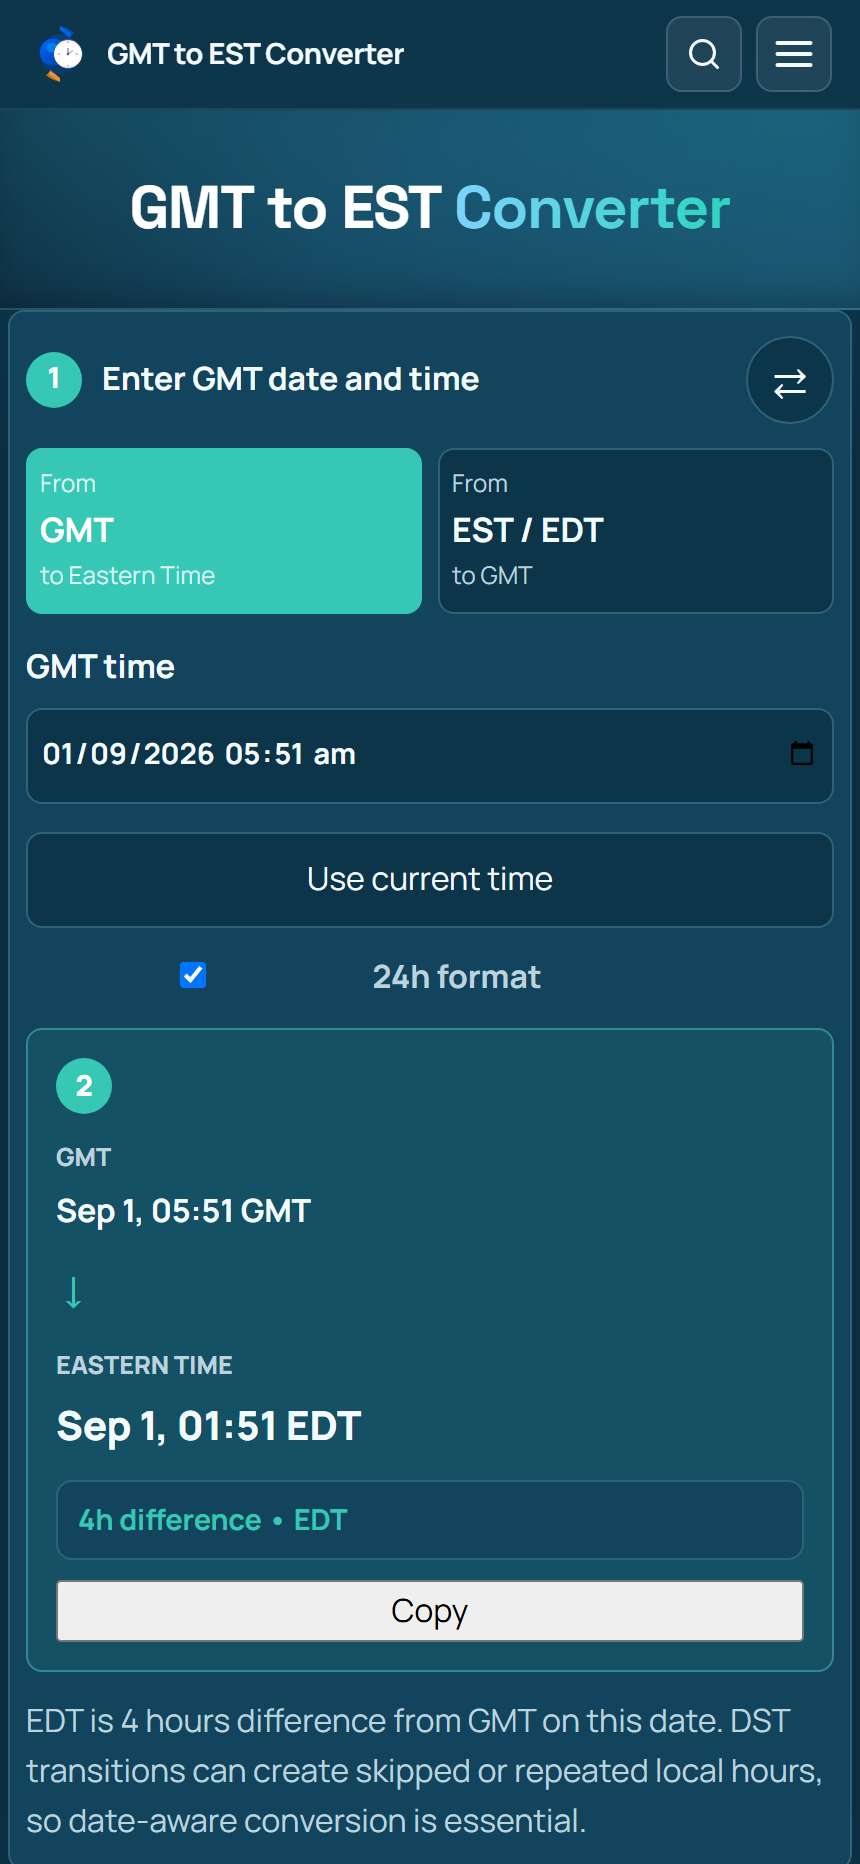 GMT to EST Converter
GMT to EST Converter
1 Enter GMT date and time
From
GMT
to Eastern Time
From
EST / EDT
to GMT
GMT time
01/09/2026 05:51 am
Use current time
24h format
2
GMT
Sep 1, 05:51 GMT
↓
EASTERN TIME
Sep 1, 01:51 EDT
4h difference • EDT
Copy
EDT is 4 hours difference from GMT on this date. DST
transitions can create skipped or repeated local hours,
so date-aware conversion is essential.